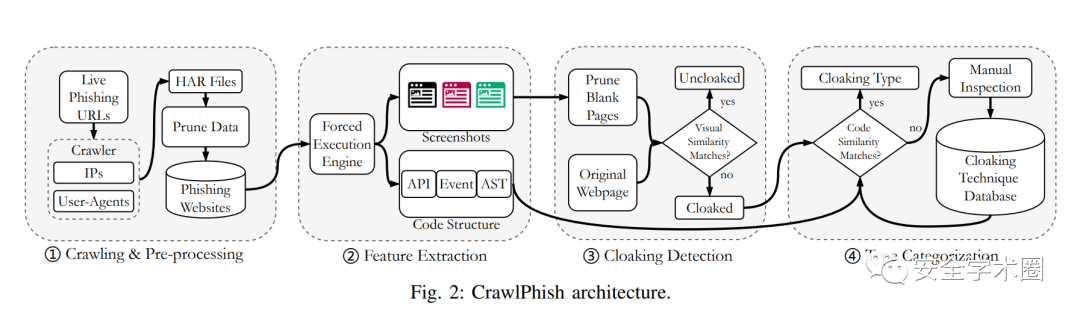 Live
Phishing
URLs
Crawler
IPs
User-Agents
HAR Files
Prune Data
Phishing
Websites
① Crawling & Pre-processing
Forced
Execution
Engine
Screenshots
API
Event
AST
Code Structure
② Feature Extraction
Prune
Blank
Pages
Original
Webpage
Uncloaked
yes
Visual
Similarity
Matches?
no
Cloaked
③ Cloaking Detection
Cloaking Type
yes
Code
Similarity
Matches?
no
Manual
Inspection
Cloaking
Technique
Database
④ Type Categorization
安全学术圈
Fig. 2: CrawlPhish architecture.